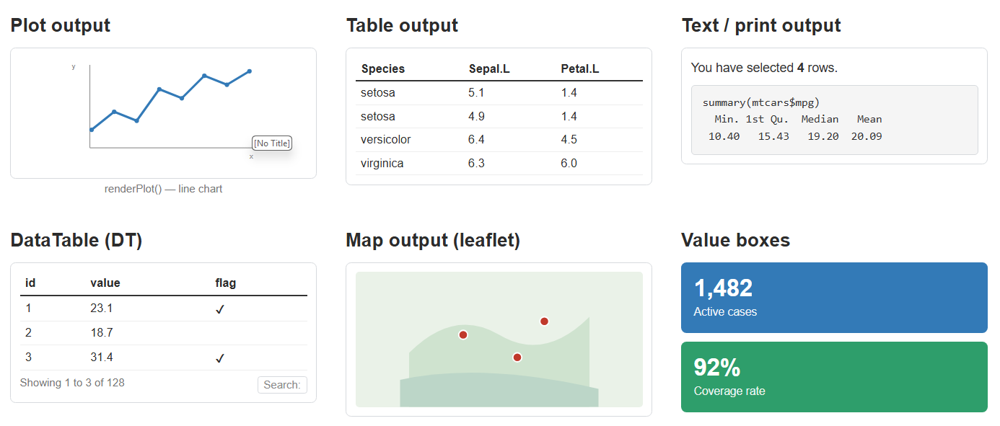 Plot output
y
[No Title]
x
renderPlot() — line chart
Table output
Species Sepal.L Petal.L
setosa 5.1 1.4
setosa 4.9 1.4
versicolor 6.4 4.5
virginica 6.3 6.0
Text / print output
You have selected 4 rows.
summary(mtcars$mpg)
Min. 1st Qu. Median Mean
10.40 15.43 19.20 20.09
DataTable (DT)
id value flag
1 23.1 ✓
2 18.7
3 31.4 ✓
Showing 1 to 3 of 128 Search:
Map output (leaflet)
Value boxes
1,482
Active cases
92%
Coverage rate